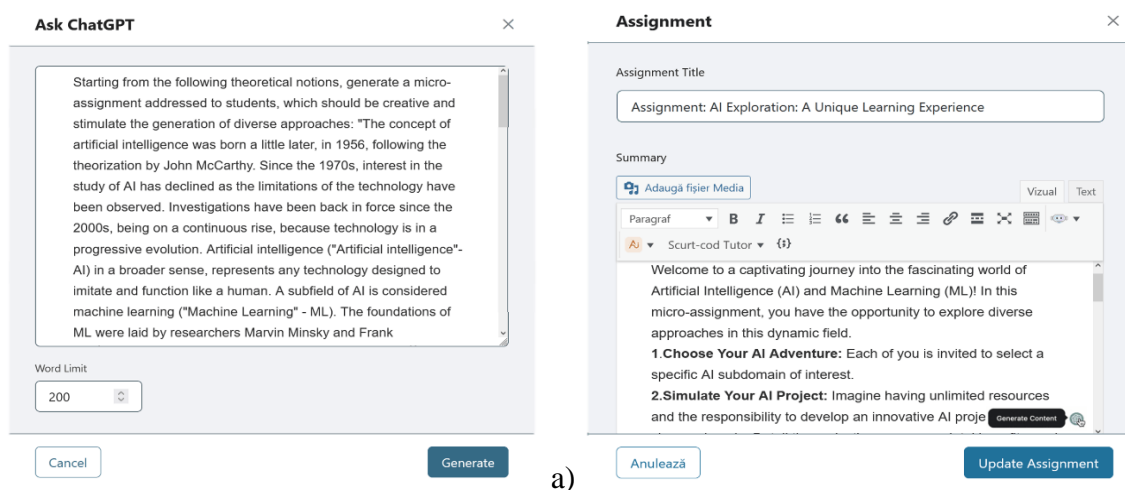 Ask ChatGPT
Starting from the following theoretical notions, generate a micro-
assignment addressed to students, which should be creative and
stimulate the generation of diverse approaches: "The concept of
artificial intelligence was born a little later, in 1956, following the
theorization by John McCarthy. Since the 1970s, interest in the
study of AI has declined as the limitations of the technology have
been observed. Investigations have been back in force since the
2000s, being on a continuous rise, because technology is in a
progressive evolution. Artificial intelligence ("Artificial intelligence"-
AI) in a broader sense, represents any technology designed to
imitate and function like a human. A subfield of AI is considered
machine learning ("Machine Learning" - ML). The foundations of
ML were laid by researchers Marvin Minsky and Frank
Word Limit
200
Cancel
Generate
a)
Assignment
Assignment Title
Assignment: AI Exploration: A Unique Learning Experience
Summary
Adaugă fișier Media
Vizual Text
Paragraf
Scurt-cod Tutor
Welcome to a captivating journey into the fascinating world of
Artificial Intelligence (AI) and Machine Learning (ML)! In this
micro-assignment, you have the opportunity to explore diverse
approaches in this dynamic field.
1.Choose Your AI Adventure: Each of you is invited to select a
specific AI subdomain of interest.
2.Simulate Your AI Project: Imagine having unlimited resources
and the responsibility to develop an innovative AI proje
Generate Content
Anulează
Update Assignment